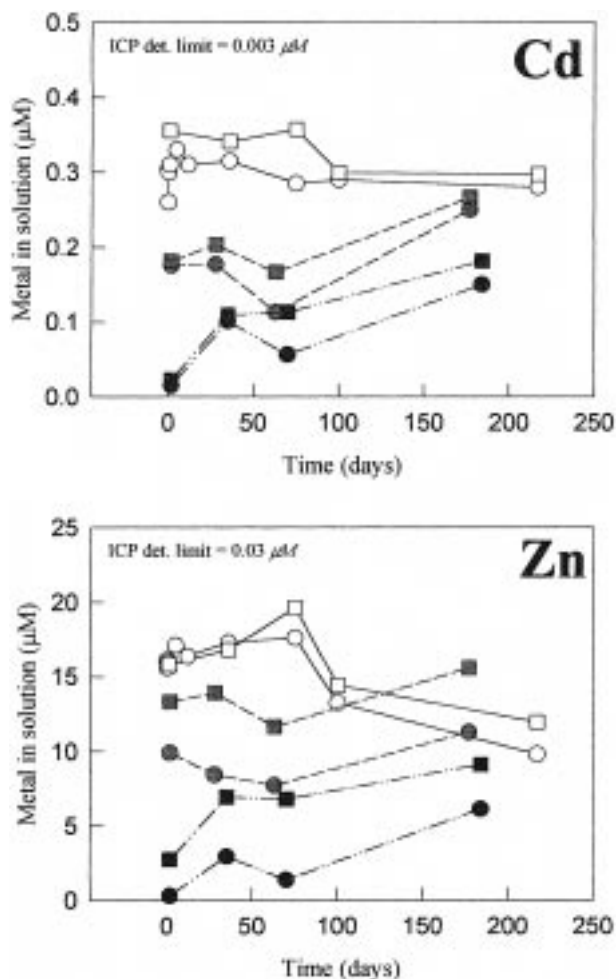 ICP det. limit = 0.003 μM
Cd
Metal in solution (μM)
0.5
0.4
0.3
0.2
0.1
0.0
0 50 100 150 200 250
Time (days)
ICP det. limit = 0.03 μM
Zn
Metal in solution (μM)
25
20
15
10
5
0
0 50 100 150 200 250
Time (days)